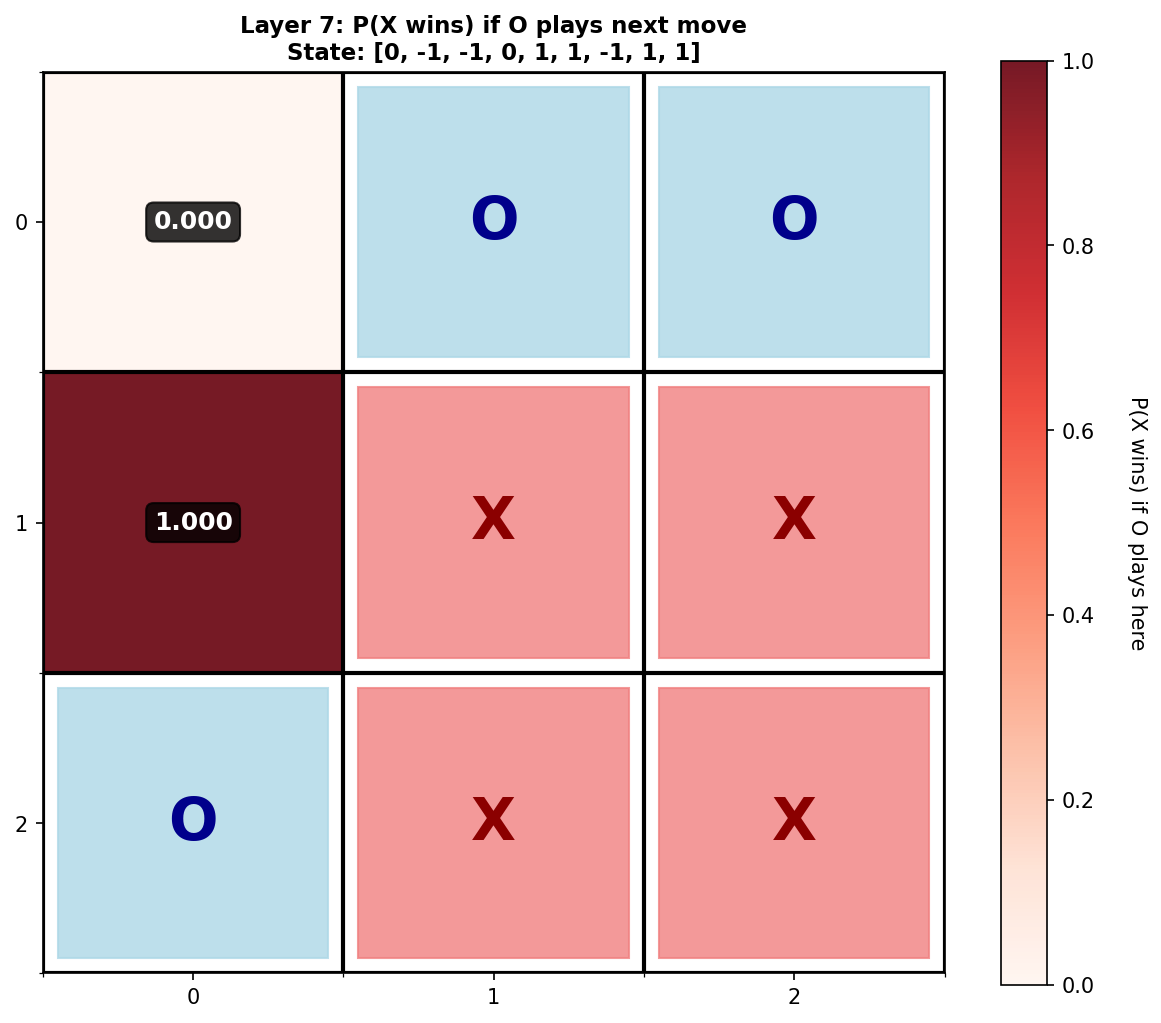 Layer 7: P(X wins) if O plays next move
State: [0, -1, -1, 0, 1, 1, -1, 1, 1]
0
0.000
O
O
1
1.000
X
X
2
O
X
X
0
1
2
1.0
0.8
0.6
0.4
0.2
0.0
P(X wins) if O plays here